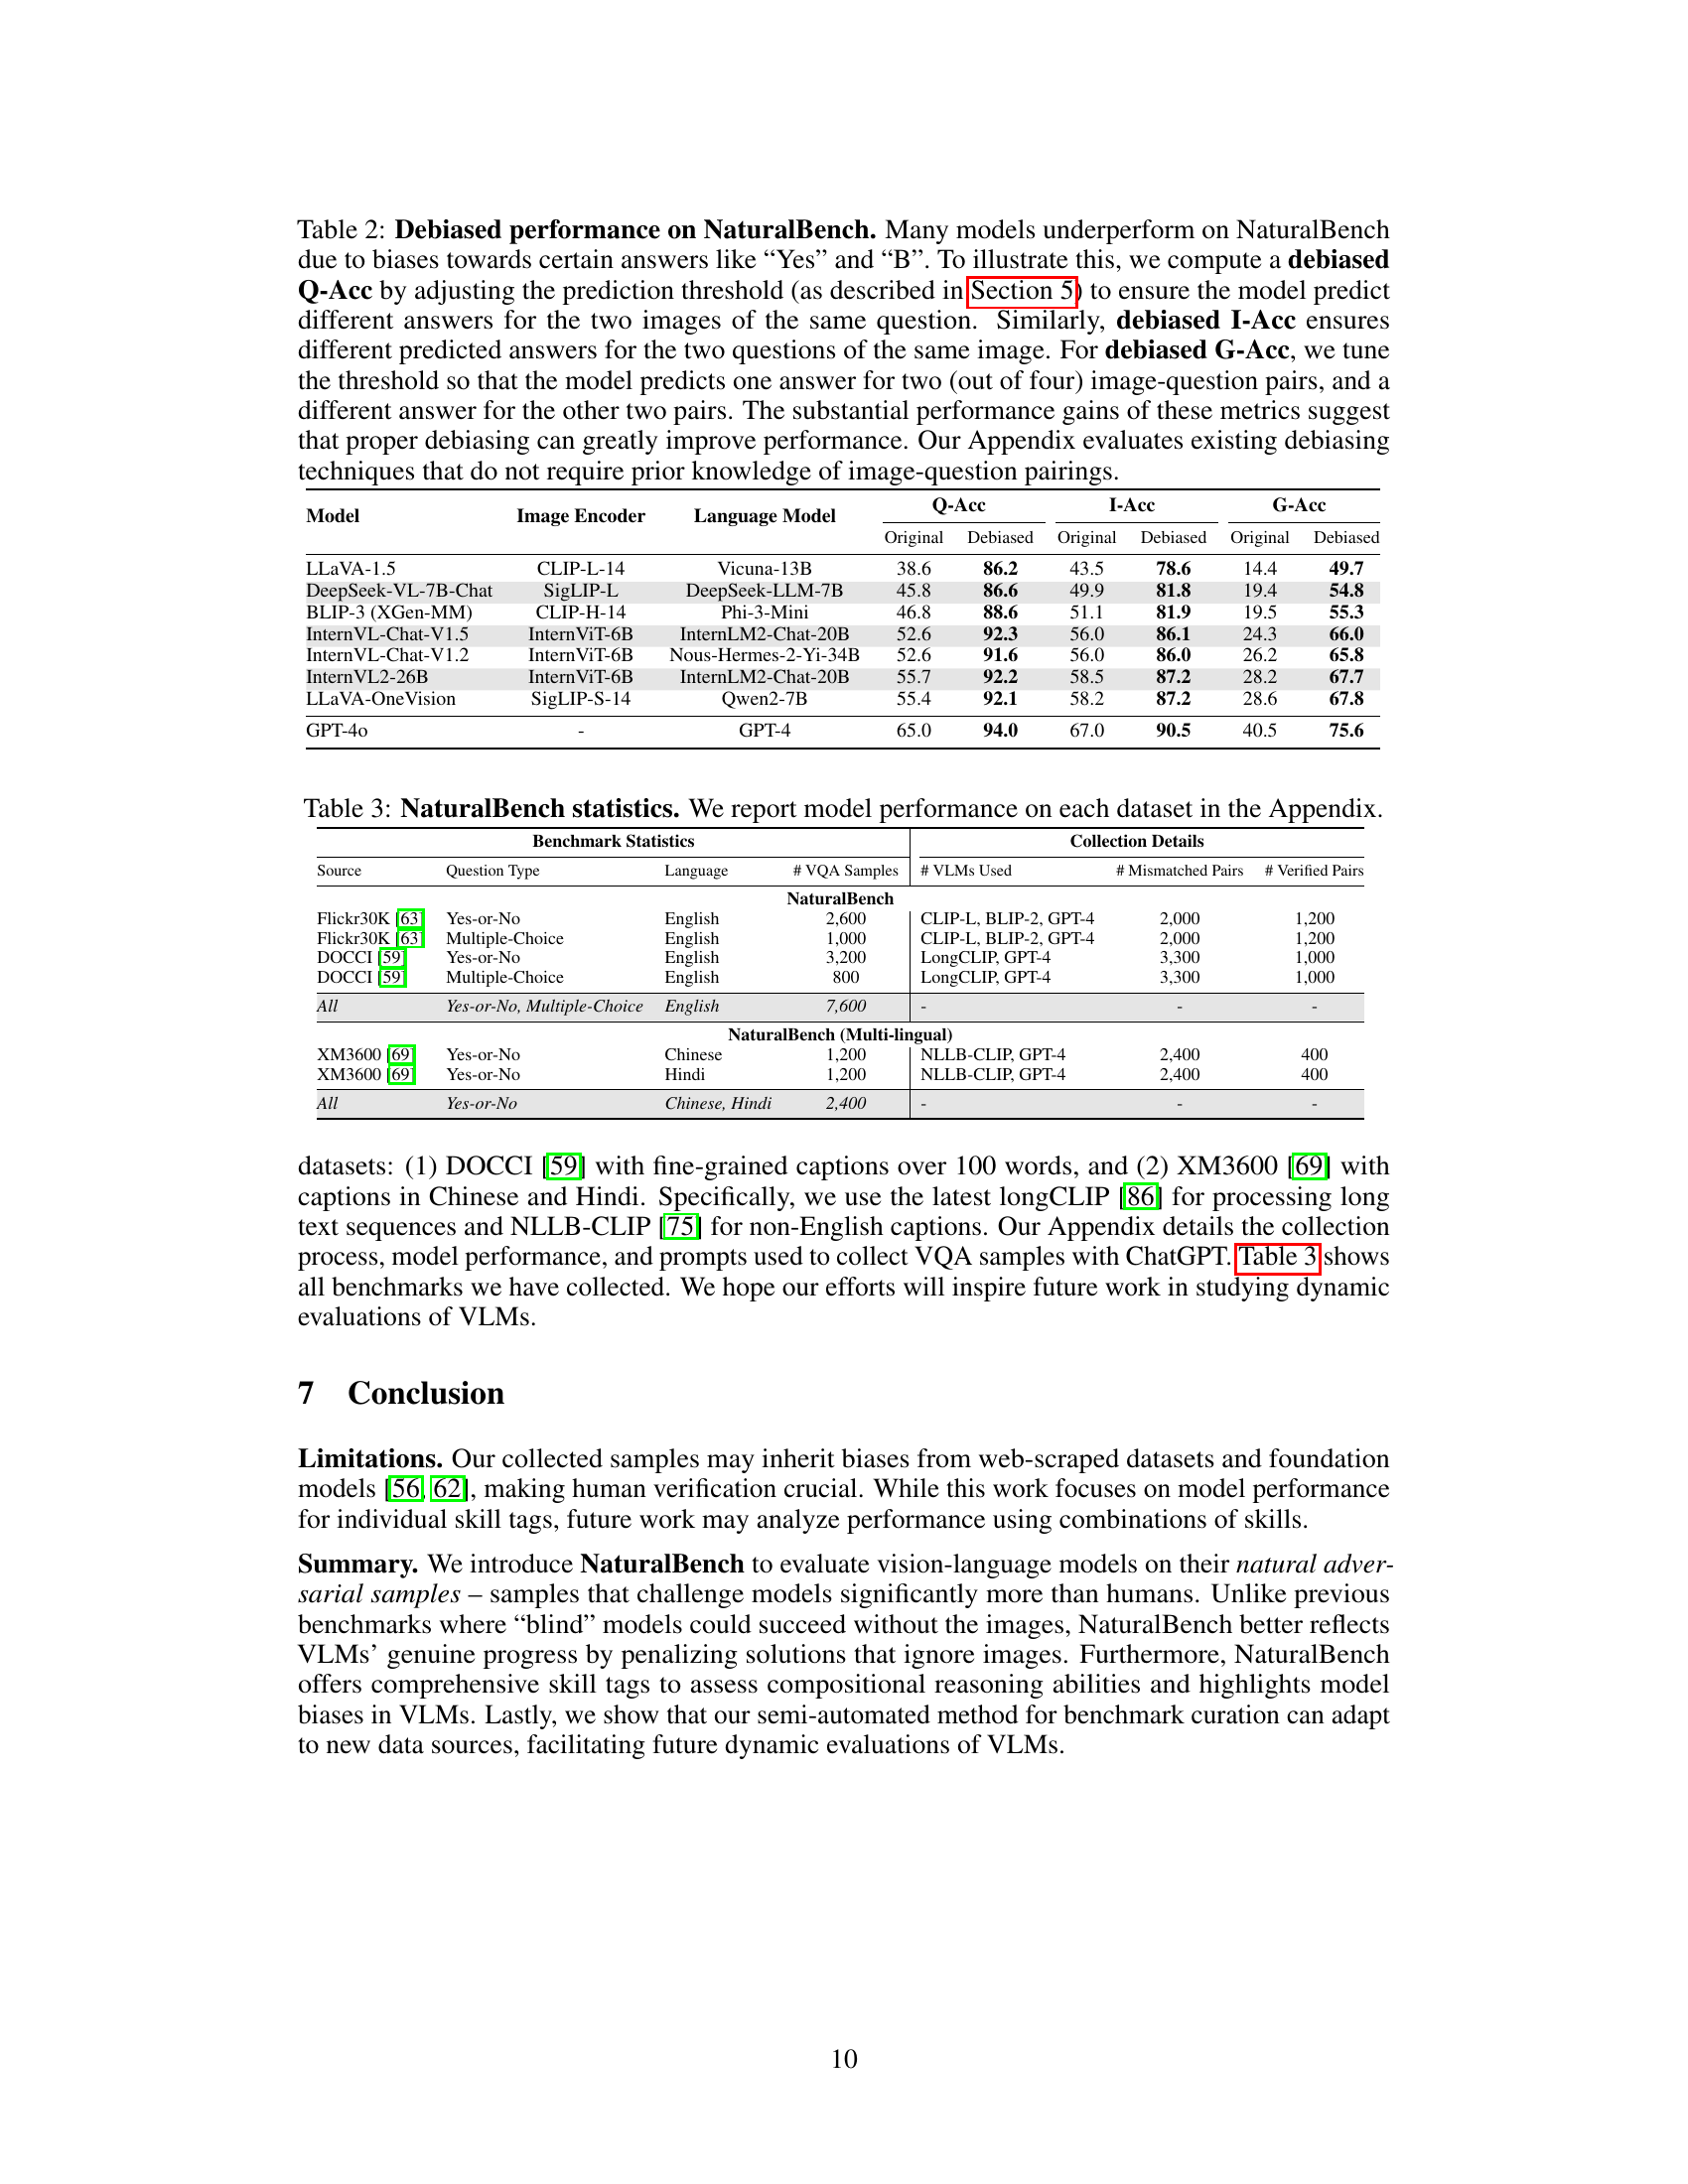 Table 2: Debiased performance on NaturalBench. Many models underperform on NaturalBench
due to biases towards certain answers like “Yes” and “B”. To illustrate this, we compute a debiased
Q-Acc by adjusting the prediction threshold (as described in Section 5) to ensure the model predict
different answers for the two images of the same question. Similarly, debiased I-Acc ensures
different predicted answers for the two questions of the same image. For debiased G-Acc, we tune
the threshold so that the model predicts one answer for two (out of four) image-question pairs, and a
different answer for the other two pairs. The substantial performance gains of these metrics suggest
that proper debiasing can greatly improve performance. Our Appendix evaluates existing debiasing
techniques that do not require prior knowledge of image-question pairings.
Model Image Encoder Language Model Q-Acc I-Acc G-Acc
Original Debiased Original Debiased Original Debiased
LLaVA-1.5 CLIP-L-14 Vicuna-13B 38.6 86.2 43.5 78.6 14.4 49.7
DeepSeek-VL-7B-Chat SigLIP-L DeepSeek-LLM-7B 45.8 86.6 49.9 81.8 19.4 54.8
BLIP-3 (XGen-MM) CLIP-H-14 Phi-3-Mini 46.8 88.6 51.1 81.9 19.5 55.3
InternVL-Chat-V1.5 InternViT-6B InternLM2-Chat-20B 52.6 92.3 56.0 86.1 24.3 66.0
InternVL-Chat-V1.2 InternViT-6B Nous-Hermes-2-Yi-34B 52.6 91.6 56.0 86.0 26.2 65.8
InternVL2-26B InternViT-6B InternLM2-Chat-20B 55.7 92.2 58.5 87.2 28.2 67.7
LLaVA-OneVision SigLIP-S-14 Qwen2-7B 55.4 92.1 58.2 87.2 28.6 67.8
GPT-4o - GPT-4 65.0 94.0 67.0 90.5 40.5 75.6
Table 3: NaturalBench statistics. We report model performance on each dataset in the Appendix.
Benchmark Statistics Collection Details
Source Question Type Language # VQA Samples # VLMs Used # Mismatched Pairs # Verified Pairs
NaturalBench
Flickr30K [63] Yes-or-No English 2,600 CLIP-L, BLIP-2, GPT-4 2,000 1,200
Flickr30K [63] Multiple-Choice English 1,000 CLIP-L, BLIP-2, GPT-4 2,000 1,200
DOCCI [59] Yes-or-No English 3,200 LongCLIP, GPT-4 3,300 1,000
DOCCI [59] Multiple-Choice English 800 LongCLIP, GPT-4 3,300 1,000
All Yes-or-No, Multiple-Choice English 7,600 - - -
NaturalBench (Multi-lingual)
XM3600 [69] Yes-or-No Chinese 1,200 NLLB-CLIP, GPT-4 2,400 400
XM3600 [69] Yes-or-No Hindi 1,200 NLLB-CLIP, GPT-4 2,400 400
All Yes-or-No Chinese, Hindi 2,400 - - -
datasets: (1) DOCCI [59] with fine-grained captions over 100 words, and (2) XM3600 [69] with
captions in Chinese and Hindi. Specifically, we use the latest longCLIP [86] for processing long
text sequences and NLLB-CLIP [75] for non-English captions. Our Appendix details the collection
process, model performance, and prompts used to collect VQA samples with ChatGPT. Table 3 shows
all benchmarks we have collected. We hope our efforts will inspire future work in studying dynamic
evaluations of VLMs.
7 Conclusion
Limitations. Our collected samples may inherit biases from web-scraped datasets and foundation
models [56, 62], making human verification crucial. While this work focuses on model performance
for individual skill tags, future work may analyze performance using combinations of skills.
Summary. We introduce NaturalBench to evaluate vision-language models on their natural adver-
sarial samples – samples that challenge models significantly more than humans. Unlike previous
benchmarks where “blind” models could succeed without the images, NaturalBench better reflects
VLMs’ genuine progress by penalizing solutions that ignore images. Furthermore, NaturalBench
offers comprehensive skill tags to assess compositional reasoning abilities and highlights model
biases in VLMs. Lastly, we show that our semi-automated method for benchmark curation can adapt
to new data sources, facilitating future dynamic evaluations of VLMs.
10